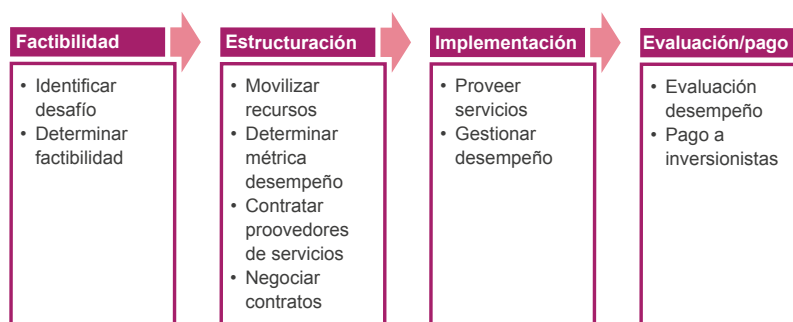 Factibilidad
• Identificar
desafío
• Determinar
factibilidad
Estructuración
• Movilizar
recursos
• Determinar
métrica
desempeño
• Contratar
proovedores
de servicios
• Negociar
contratos
Implementación
• Proveer
servicios
• Gestionar
desempeño
Evaluación/pago
• Evaluación
desempeño
• Pago a
inversionistas